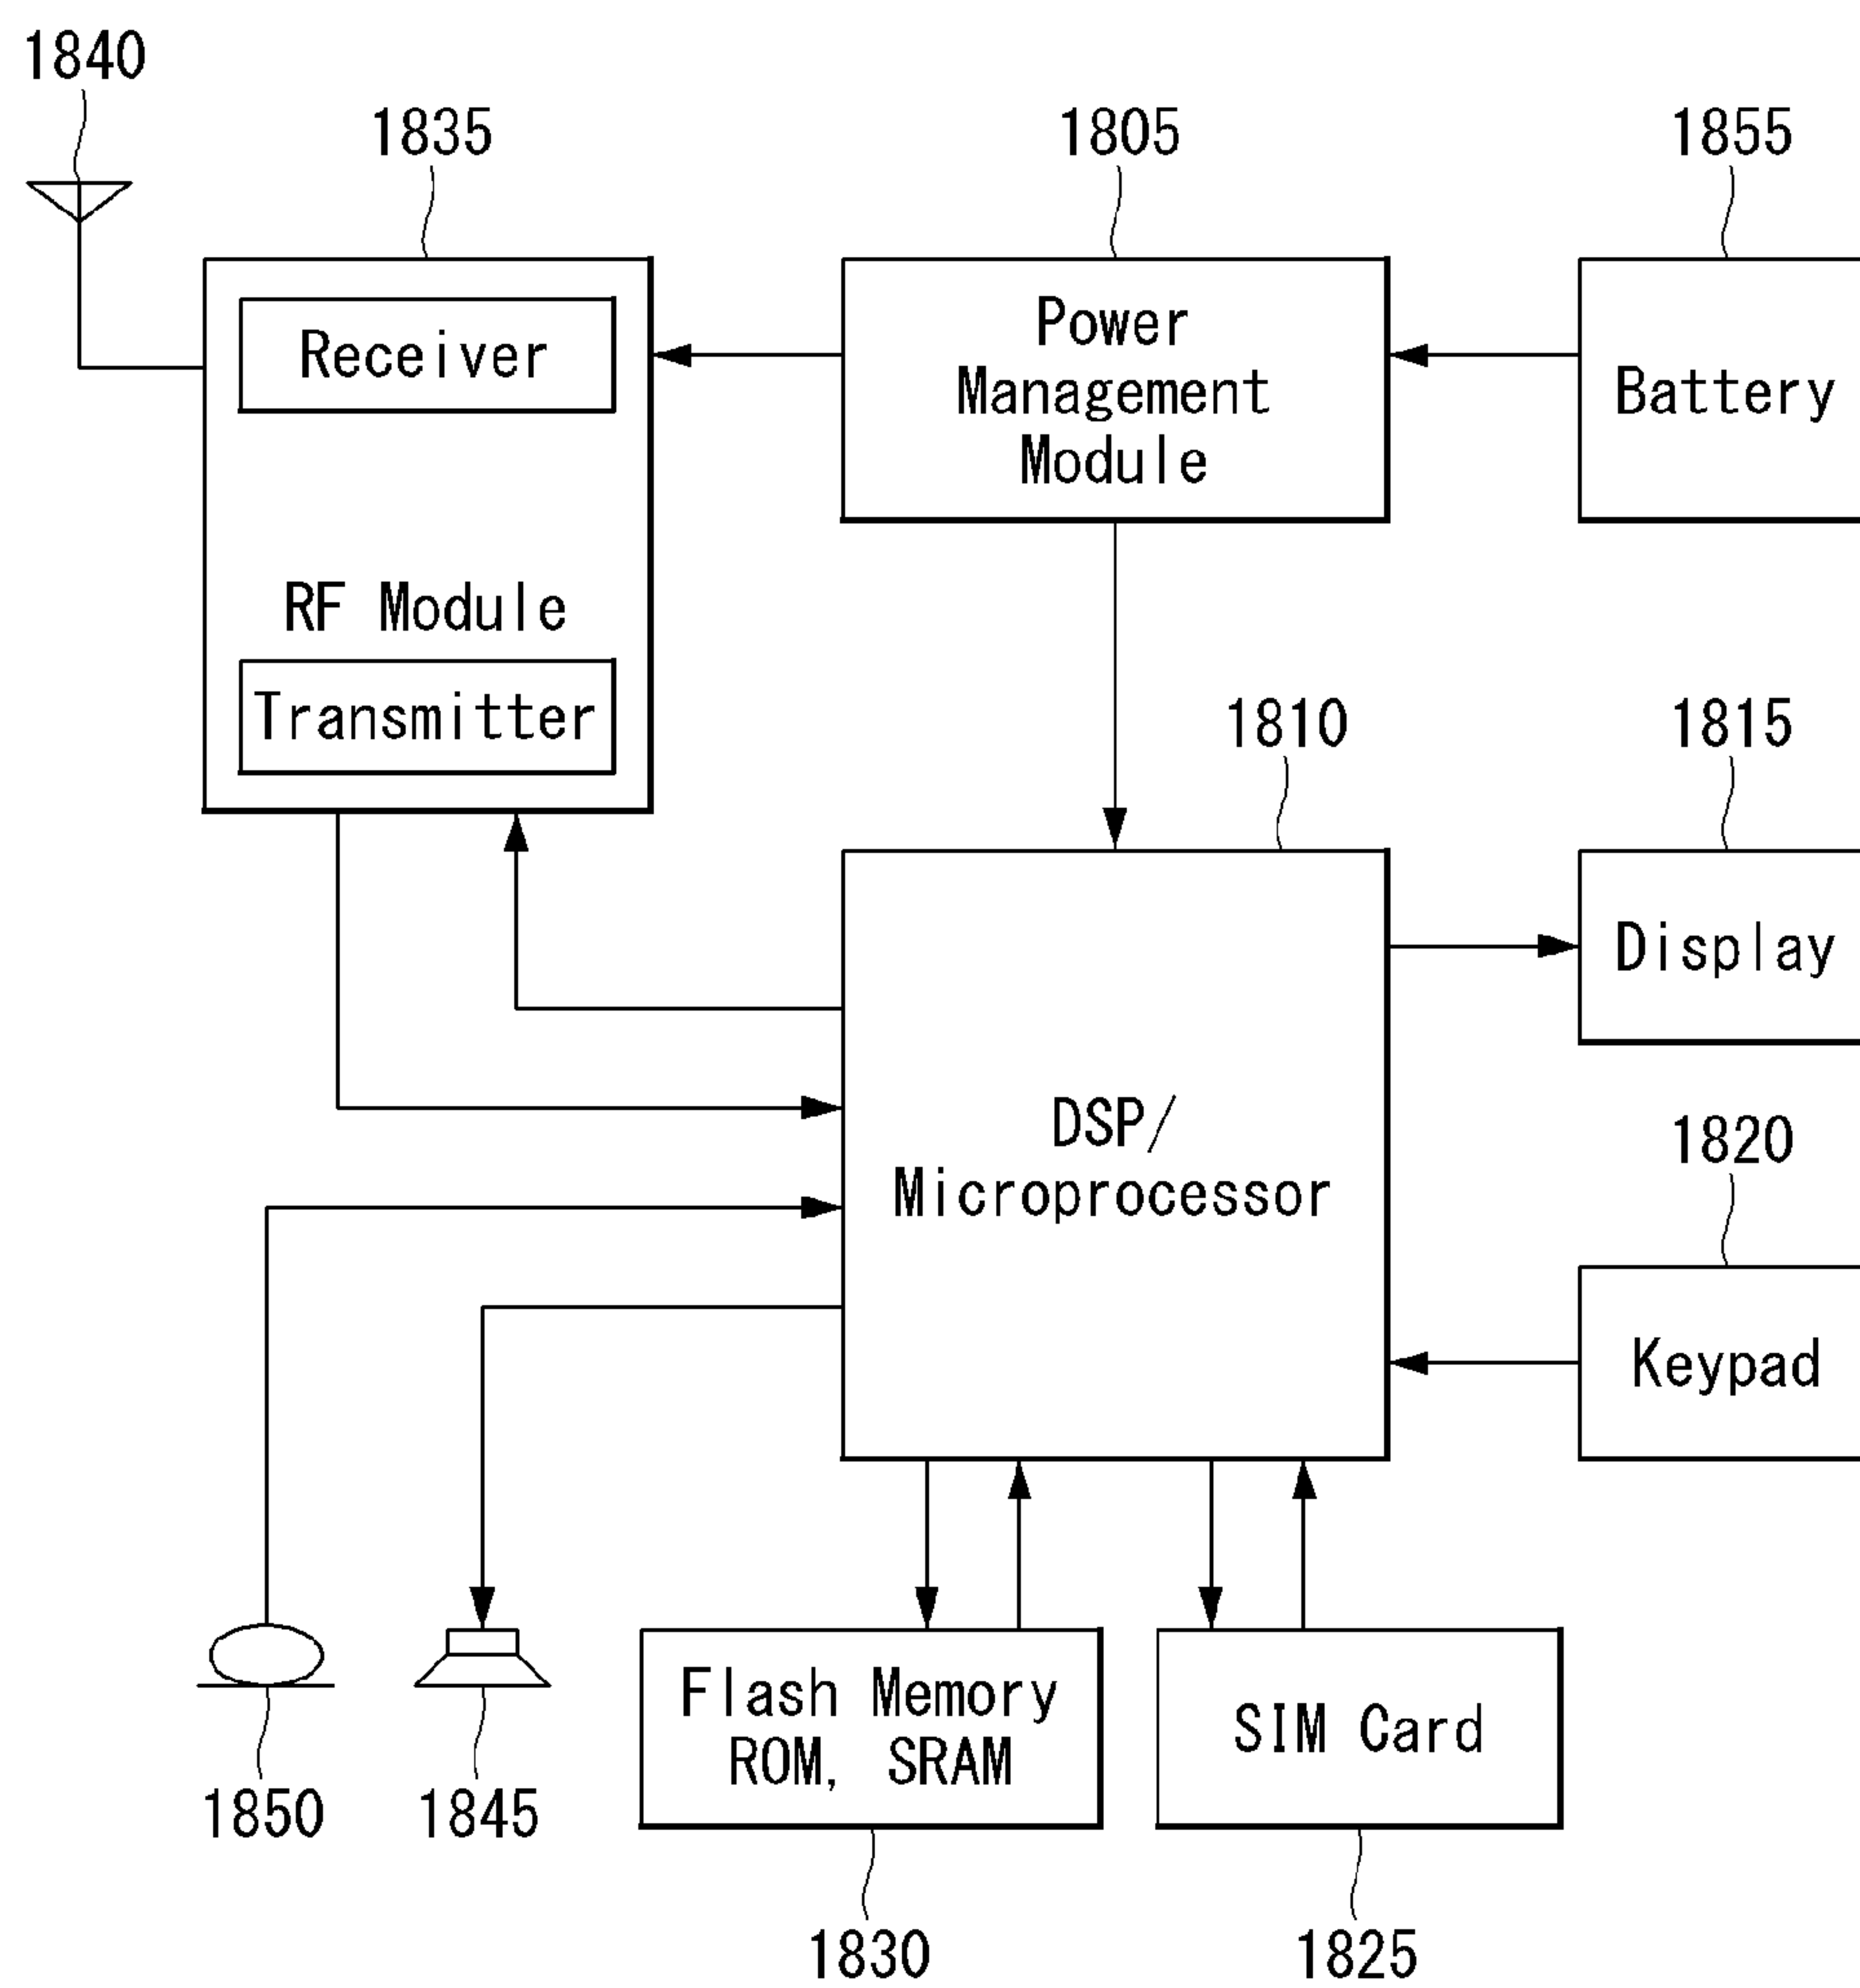 1840
1835
1805
1855
Receiver
RF Module
Transmitter
Power
Management
Module
Battery
1810
1815
DSP/
Microprocessor
Display
1820
Keypad
Flash Memory
ROM, SRAM
SIM Card
1850
1845
1830
1825